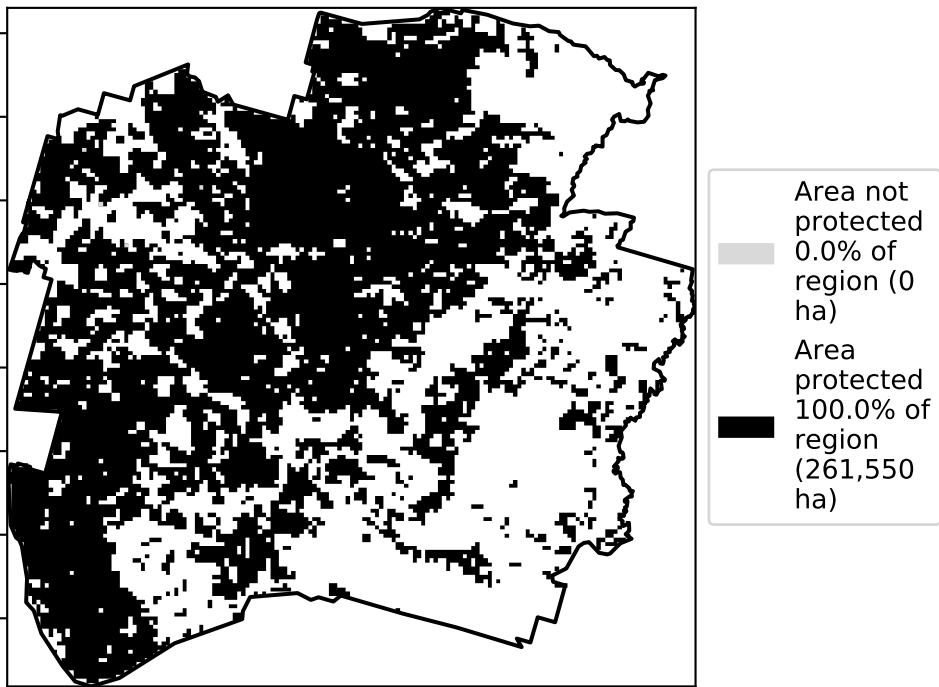 Area not
protected
0.0% of
region (0
ha)
Area
protected
100.0% of
region
(261,550
ha)